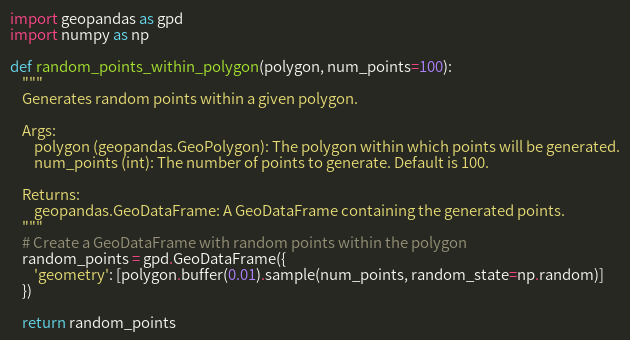 import geopandas as gpd
import numpy as np
def random_points_within_polygon(polygon, num_points=100):
"""
Generates random points within a given polygon.
Args:
polygon (geopandas.GeoPolygon): The polygon within which points will be generated.
num_points (int): The number of points to generate. Default is 100.
Returns:
geopandas.GeoDataFrame: A GeoDataFrame containing the generated points.
"""
# Create a GeoDataFrame with random points within the polygon
random_points = gpd.GeoDataFrame({
'geometry': [polygon.buffer(0.01).sample(num_points, random_state=np.random)]
})
return random_points